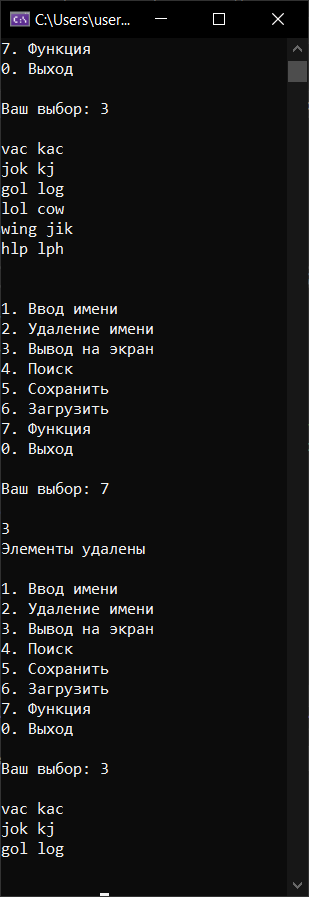 C:\Users\user...
7. Функция
0. Выход
Ваш выбор: 3
vac kac
jok kj
gol log
lol cow
wing jik
hlp lph
1. Ввод имени
2. Удаление имени
3. Вывод на экран
4. Поиск
5. Сохранить
6. Загрузить
7. Функция
0. Выход
Ваш выбор: 7
3
Элементы удалены
1. Ввод имени
2. Удаление имени
3. Вывод на экран
4. Поиск
5. Сохранить
6. Загрузить
7. Функция
0. Выход
Ваш выбор: 3
vac kac
jok kj
gol log